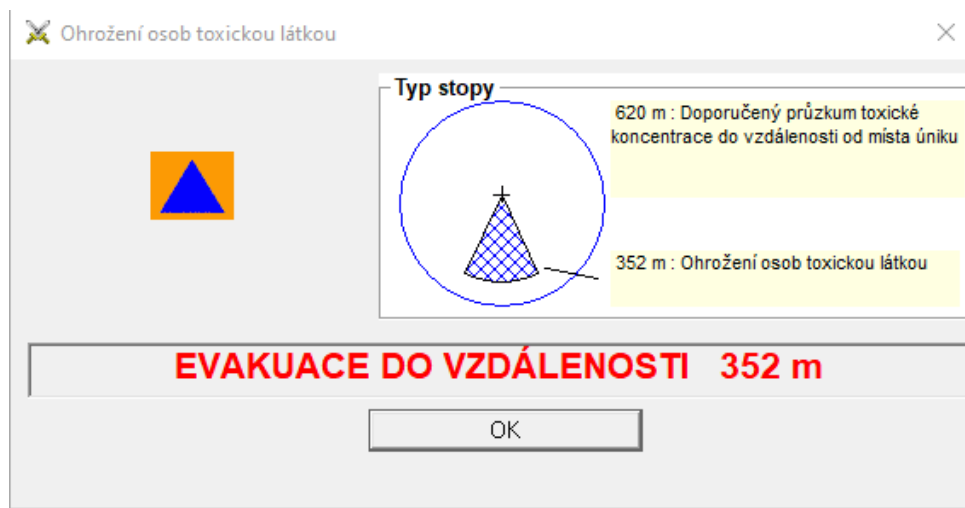 Ohrožení osob toxickou látkou
Typ stopy
620 m : Doporučený průzkum toxické
koncentrace do vzdálenosti od místa úniku
352 m : Ohrožení osob toxickou látkou
EVAKUACE DO VZDÁLENOSTI 352 m
OK